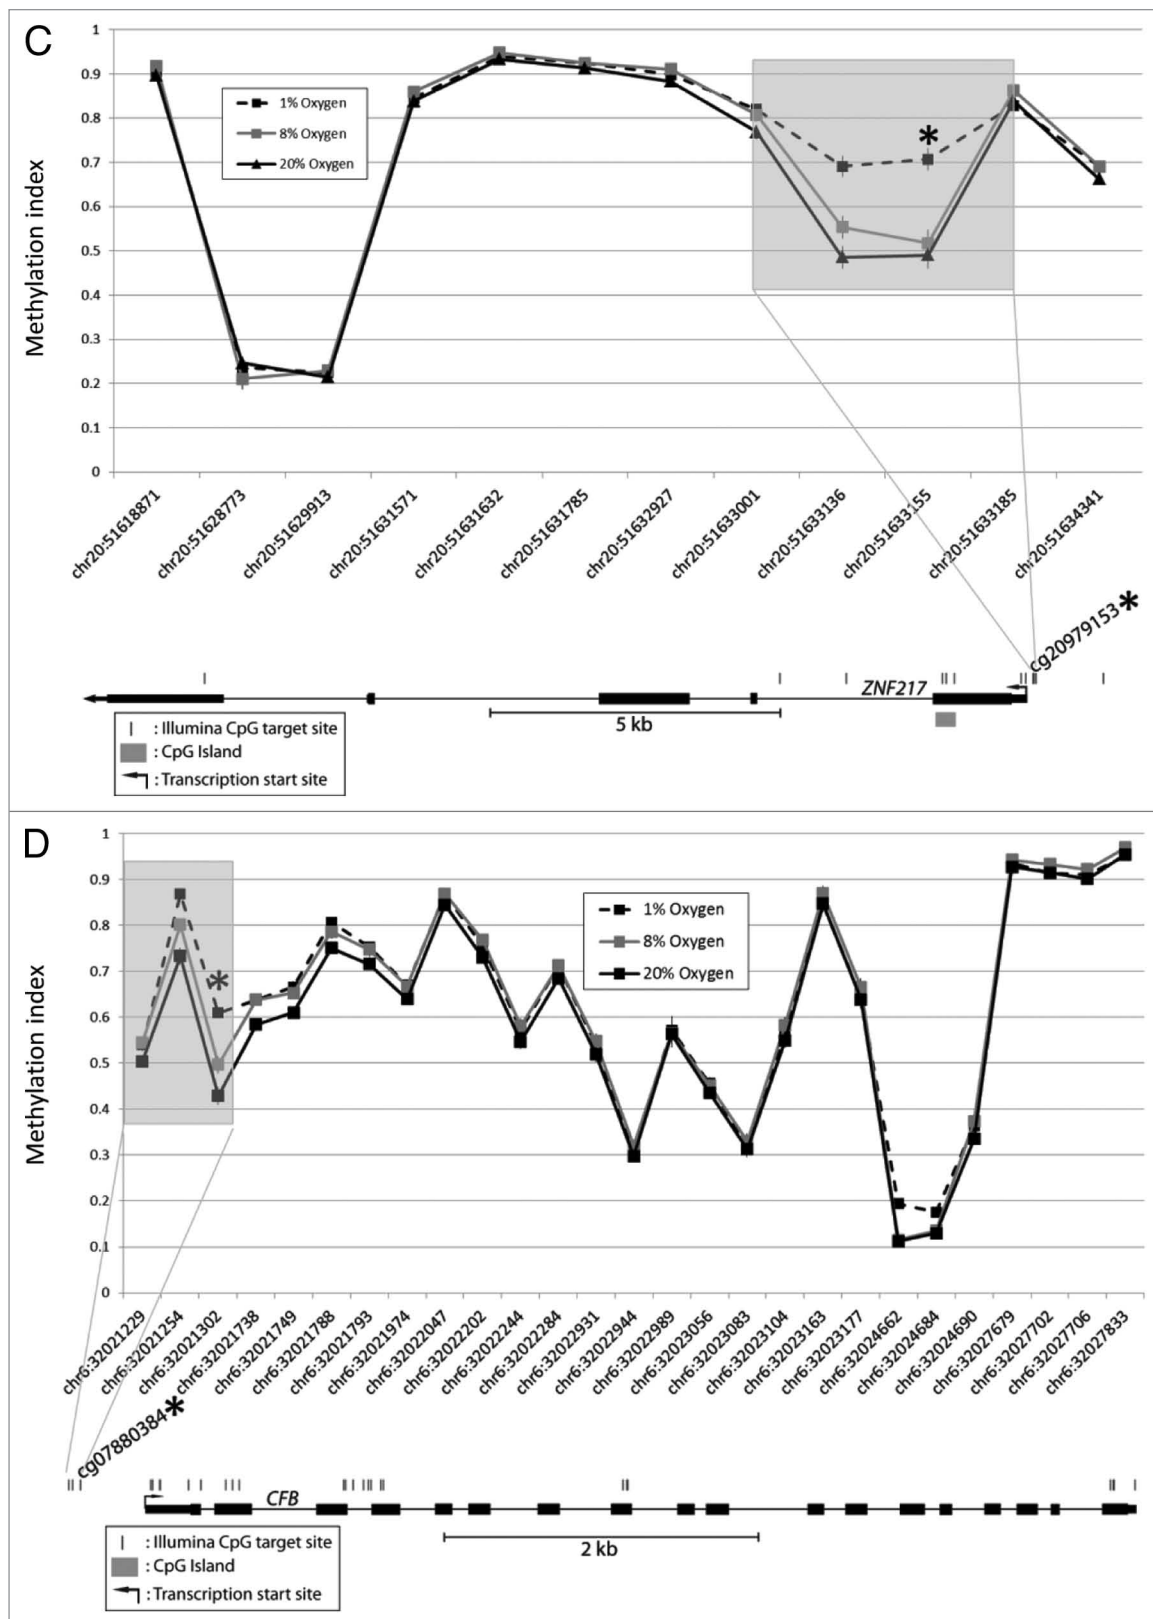 C
1
0.9
0.8
0.7
0.6
0.5
0.4
0.3
0.2
0.1
0
Methylation index
1% Oxygen
8% Oxygen
20% Oxygen
*
chr20:51618871
chr20:51628773
chr20:51629913
chr20:51631571
chr20:51631632
chr20:51631785
chr20:51632927
chr20:51633001
chr20:51633136
chr20:51633155
chr20:51633185
chr20:51634341
cg20979153*
ZNF217
5 kb
| : Illumina CpG target site
: CpG Island
: Transcription start site
D
1
0.9
0.8
0.7
0.6
0.5
0.4
0.3
0.2
0.1
0
Methylation index
1% Oxygen
8% Oxygen
20% Oxygen
*
chr6:32021229
chr6:32021254
chr6:32021302
chr6:32021738
chr6:32021749
chr6:32021788
chr6:32021793
chr6:32021974
chr6:32022047
chr6:32022202
chr6:32022244
chr6:32022284
chr6:32022931
chr6:32022944
chr6:32022989
chr6:32023056
chr6:32023083
chr6:32023104
chr6:32023163
chr6:32023177
chr6:32024662
chr6:32024684
chr6:32024690
chr6:32027679
chr6:32027702
chr6:32027706
chr6:32027833
cg07880384*
CFB
2 kb
| : Illumina CpG target site
: CpG Island
: Transcription start site